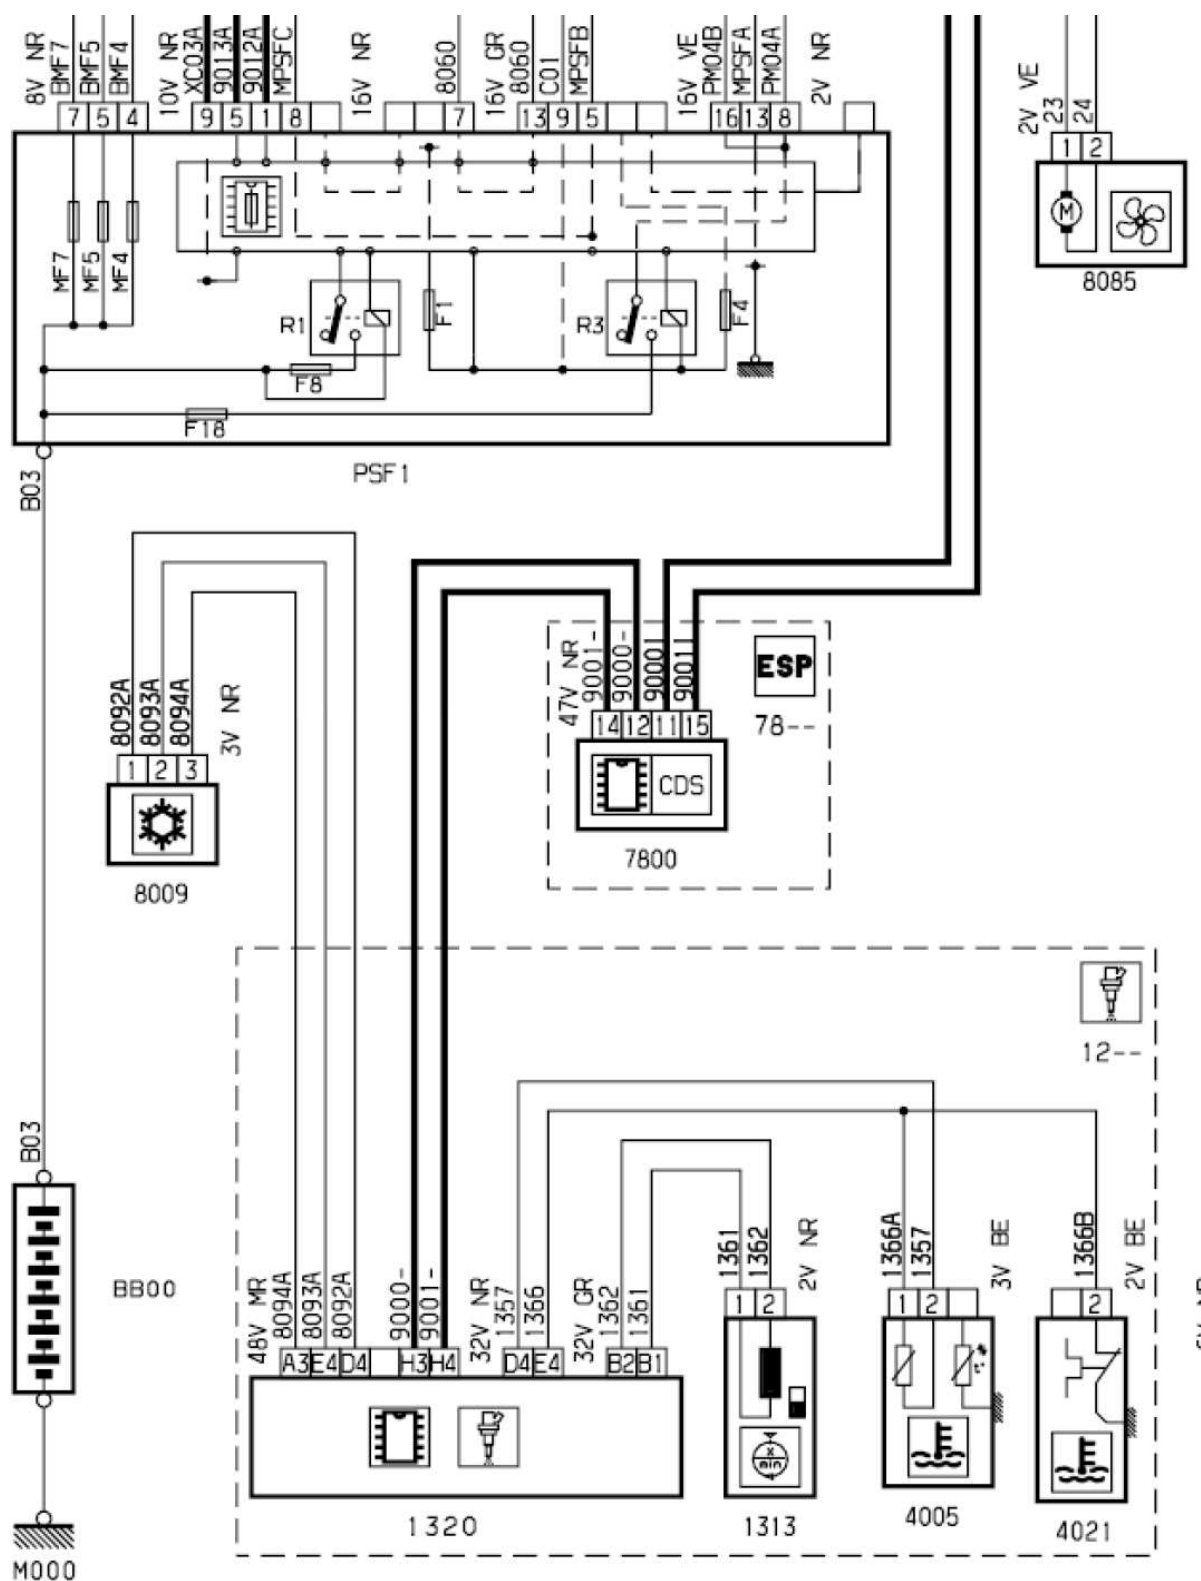 8V NR
BMF7
BMF5
BMF4
10V NR
XC03A
9013A
9012A
MPSFC
16V NR
8060
16V GR
8060
C01
MPSFB
16V VE
PM04B
MPSFA
PM04A
2V NR
2V VE
23
24
7 5 4
9 5 1 8
7
13 9 5
16 13 8
1 2
M
8085
MF7
MF5
MF4
R1
F1
R3
F4
F8
F18
PSF1
B03
8092A
8093A
8094A
3V NR
1 2 3
8009
47V NR
9001-
9000-
9000I
9001I
ESP
78--
14 12 11 15
CDS
7800
12--
B03
BB00
M000
48V MR
8094A
8093A
8092A
9000-
9001-
32V NR
1357
1366
32V GR
1362
1361
A3 E4 D4 H3 H4 D4 E4 B2 B1
1320
1361
1362
2V NR
1 2
x
min
1313
1366A
1357
3V BE
1 2
4005
1366B
2V BE
2
4021